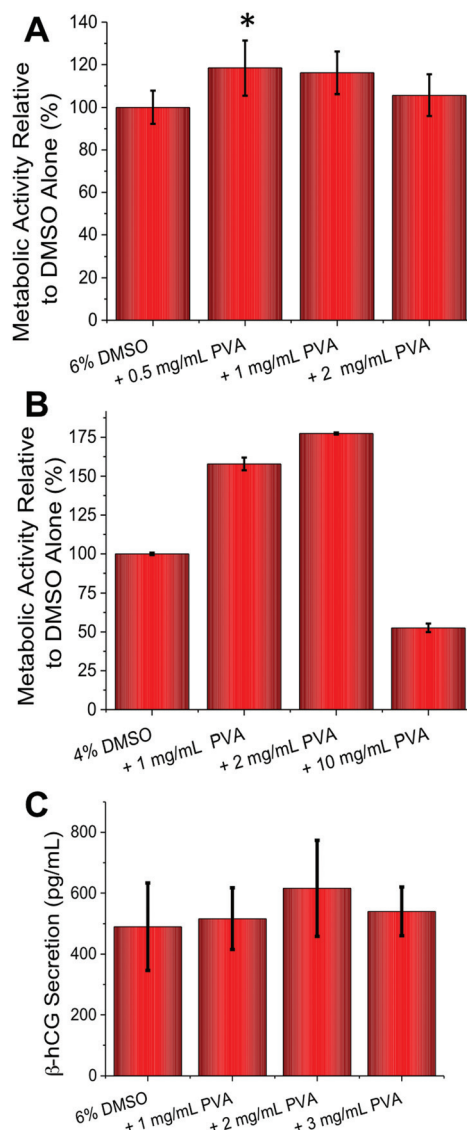 A
*
Metabolic Activity Relative
to DMSO Alone (%)
140
120
100
80
60
40
20
0
6% DMSO
+ 0.5 mg/mL PVA
+ 1 mg/mL PVA
+ 2 mg/mL PVA
B
Metabolic Activity Relative
to DMSO Alone (%)
175
150
125
100
75
50
25
0
4% DMSO
+ 1 mg/mL PVA
+ 2 mg/mL PVA
+ 10 mg/mL PVA
C
β-hCG Secretion (pg/mL)
800
600
400
200
0
6% DMSO
+ 1 mg/mL PVA
+ 2 mg/mL PVA
+ 3 mg/mL PVA